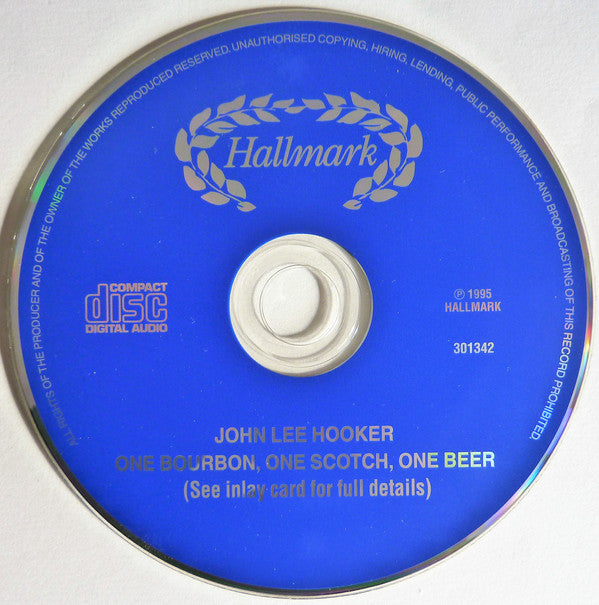 ALL RIGHTS OF THE PRODUCER AND OF THE OWNER OF THE WORKS REPRODUCED RESERVED. UNAUTHORISED COPYING, HIRING, LENDING, PUBLIC PERFORMANCE AND BROADCASTING OF THIS RECORD PROHIBITED.
Hallmark
COMPACT
disc
DIGITAL AUDIO
℗ 1995
HALLMARK
301342
JOHN LEE HOOKER
ONE BOURBON, ONE SCOTCH, ONE BEER
(See inlay card for full details)